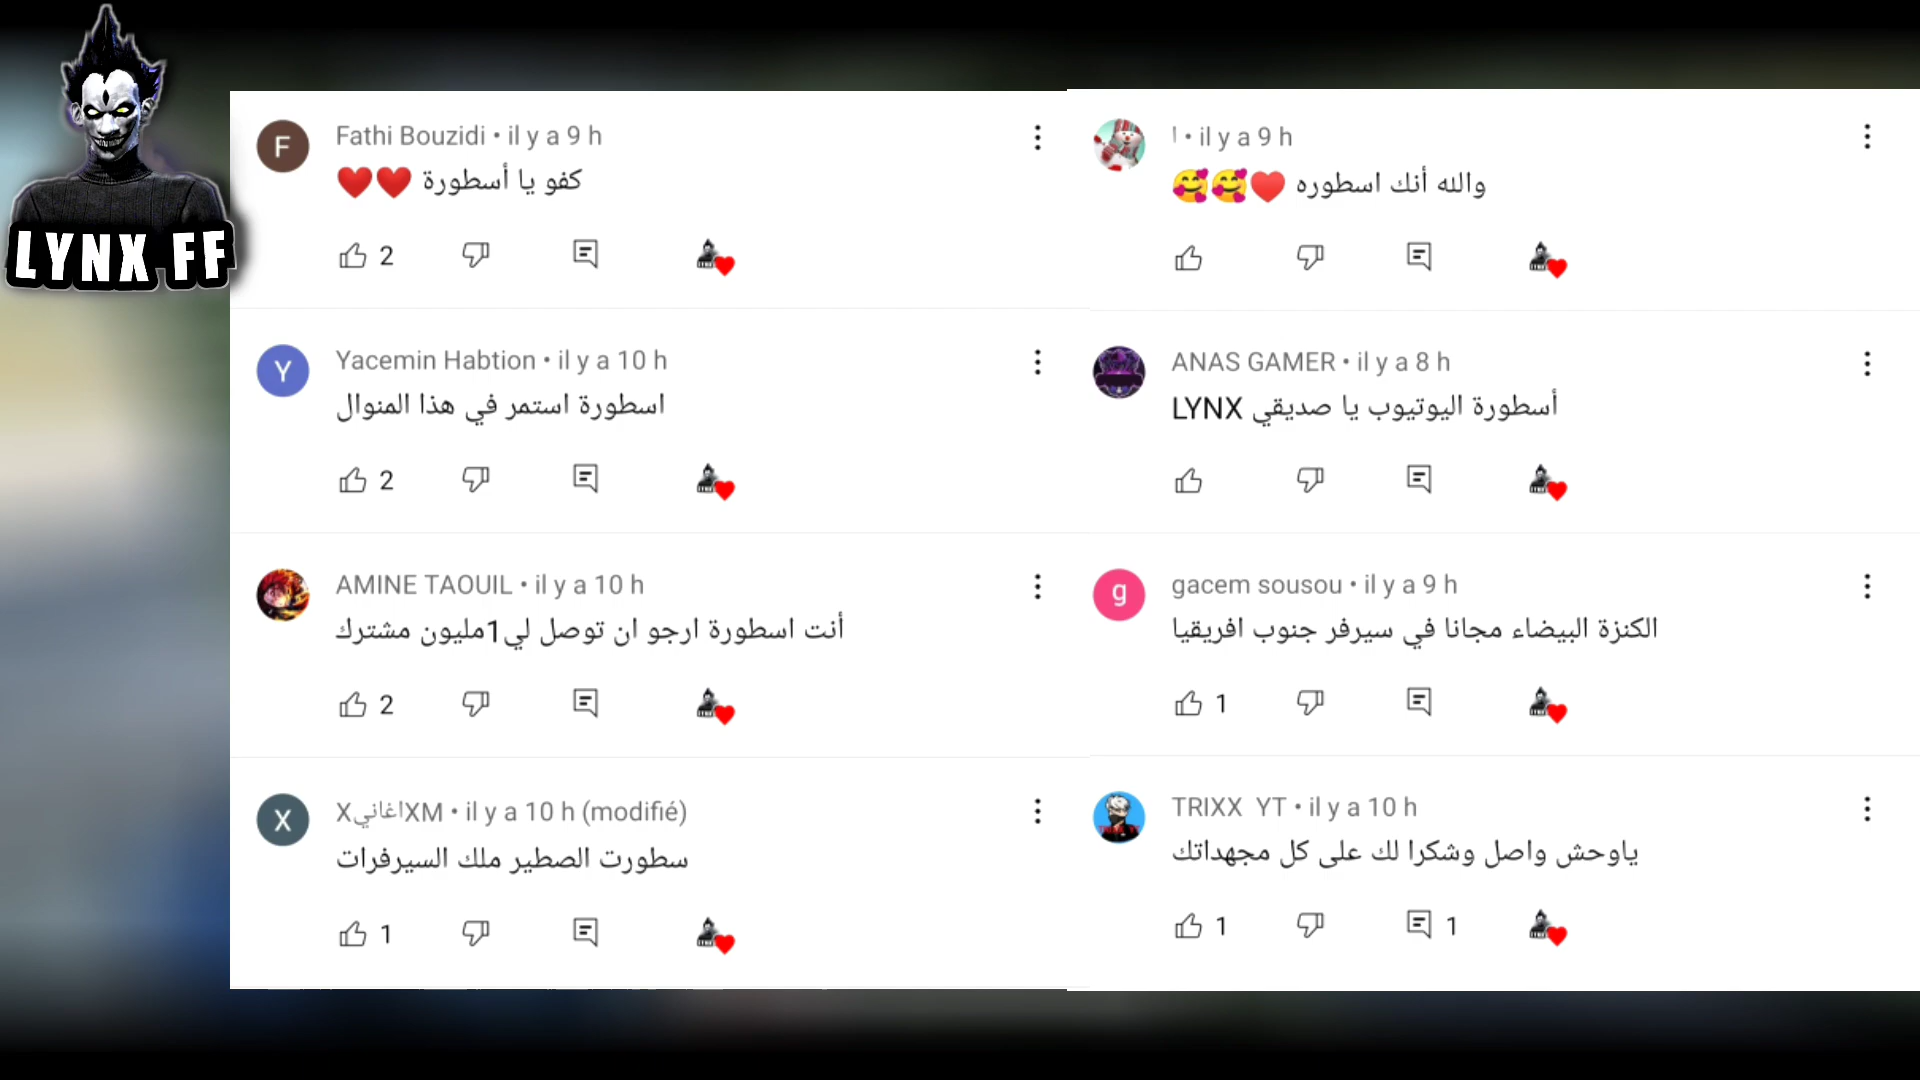 LYNX FF
Fathi Bouzidi • il y a 9 h
كفو يا أسطورة ❤️❤️
2
Yacemin Habtion • il y a 10 h
اسطورة استمر في هذا المنوال
2
AMINE TAOUIL • il y a 10 h
أنت اسطورة ارجو ان توصل لي1مليون مشترك
2
XاغانيXM • il y a 10 h (modifié)
سطورت الصطير ملك السيرفرات
1
ا • il y a 9 h
والله أنك اسطوره ❤️🥰🥰
ANAS GAMER • il y a 8 h
أسطورة اليوتيوب يا صديقي LYNX
gacem sousou • il y a 9 h
الكنزة البيضاء مجانا في سيرفر جنوب افريقيا
1
TRIXX YT • il y a 10 h
ياوحش واصل وشكرا لك على كل مجهداتك
1
1
F
Y
X
g